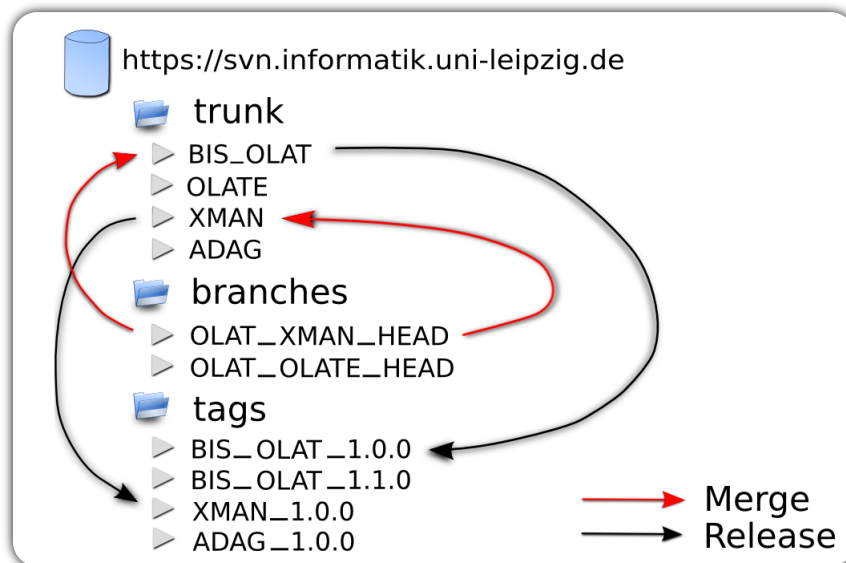 https://svn.informatik.uni-leipzig.de
trunk
BIS_OLAT
OLATE
XMAN
ADAG
branches
OLAT_XMAN_HEAD
OLAT_OLATE_HEAD
tags
BIS_OLAT_1.0.0
BIS_OLAT_1.1.0
XMAN_1.0.0
ADAG_1.0.0
Merge
Release